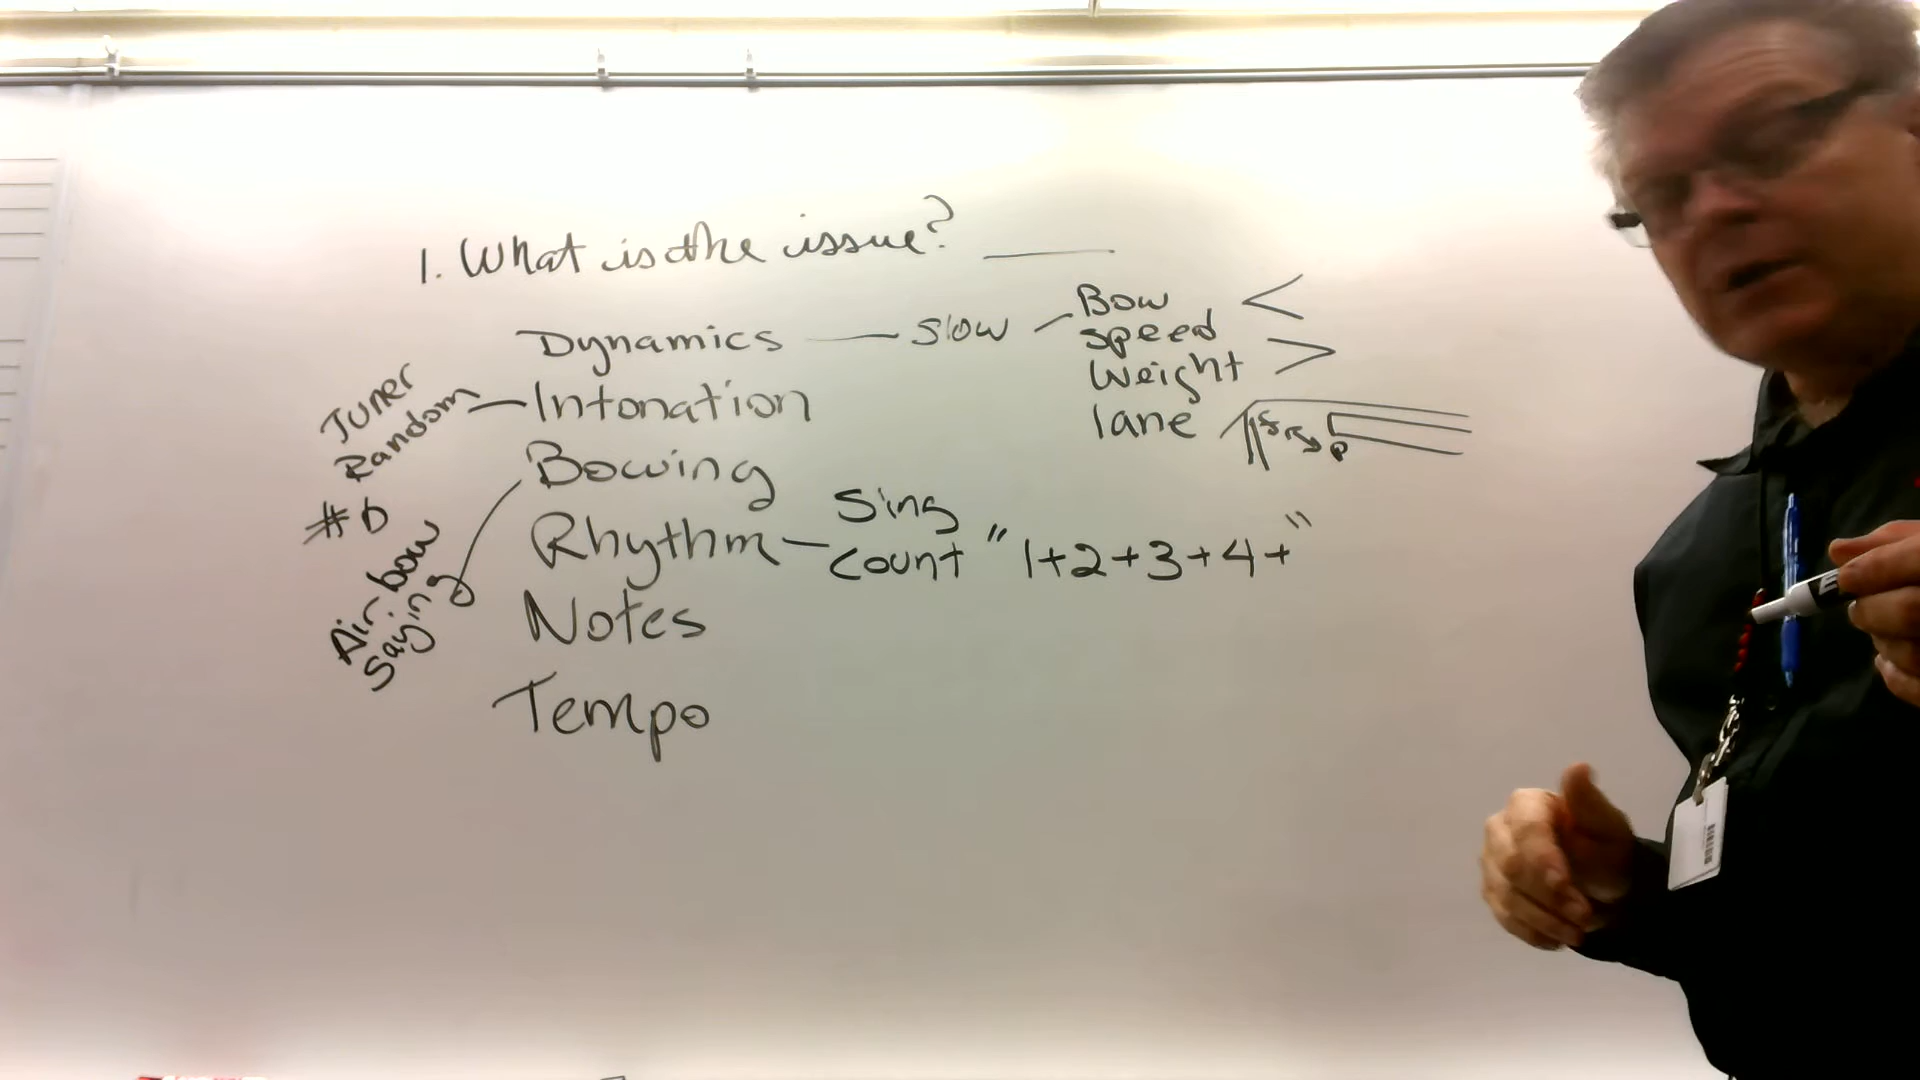 1. What is the issue? ____
Dynamics — slow — Bow
speed
weight
lane
f
p
Tuner
Random — Intonation
#b
Bowing
Air-bow
saying
Rhythm — Sing
count "1+2+3+4+"
Notes
Tempo